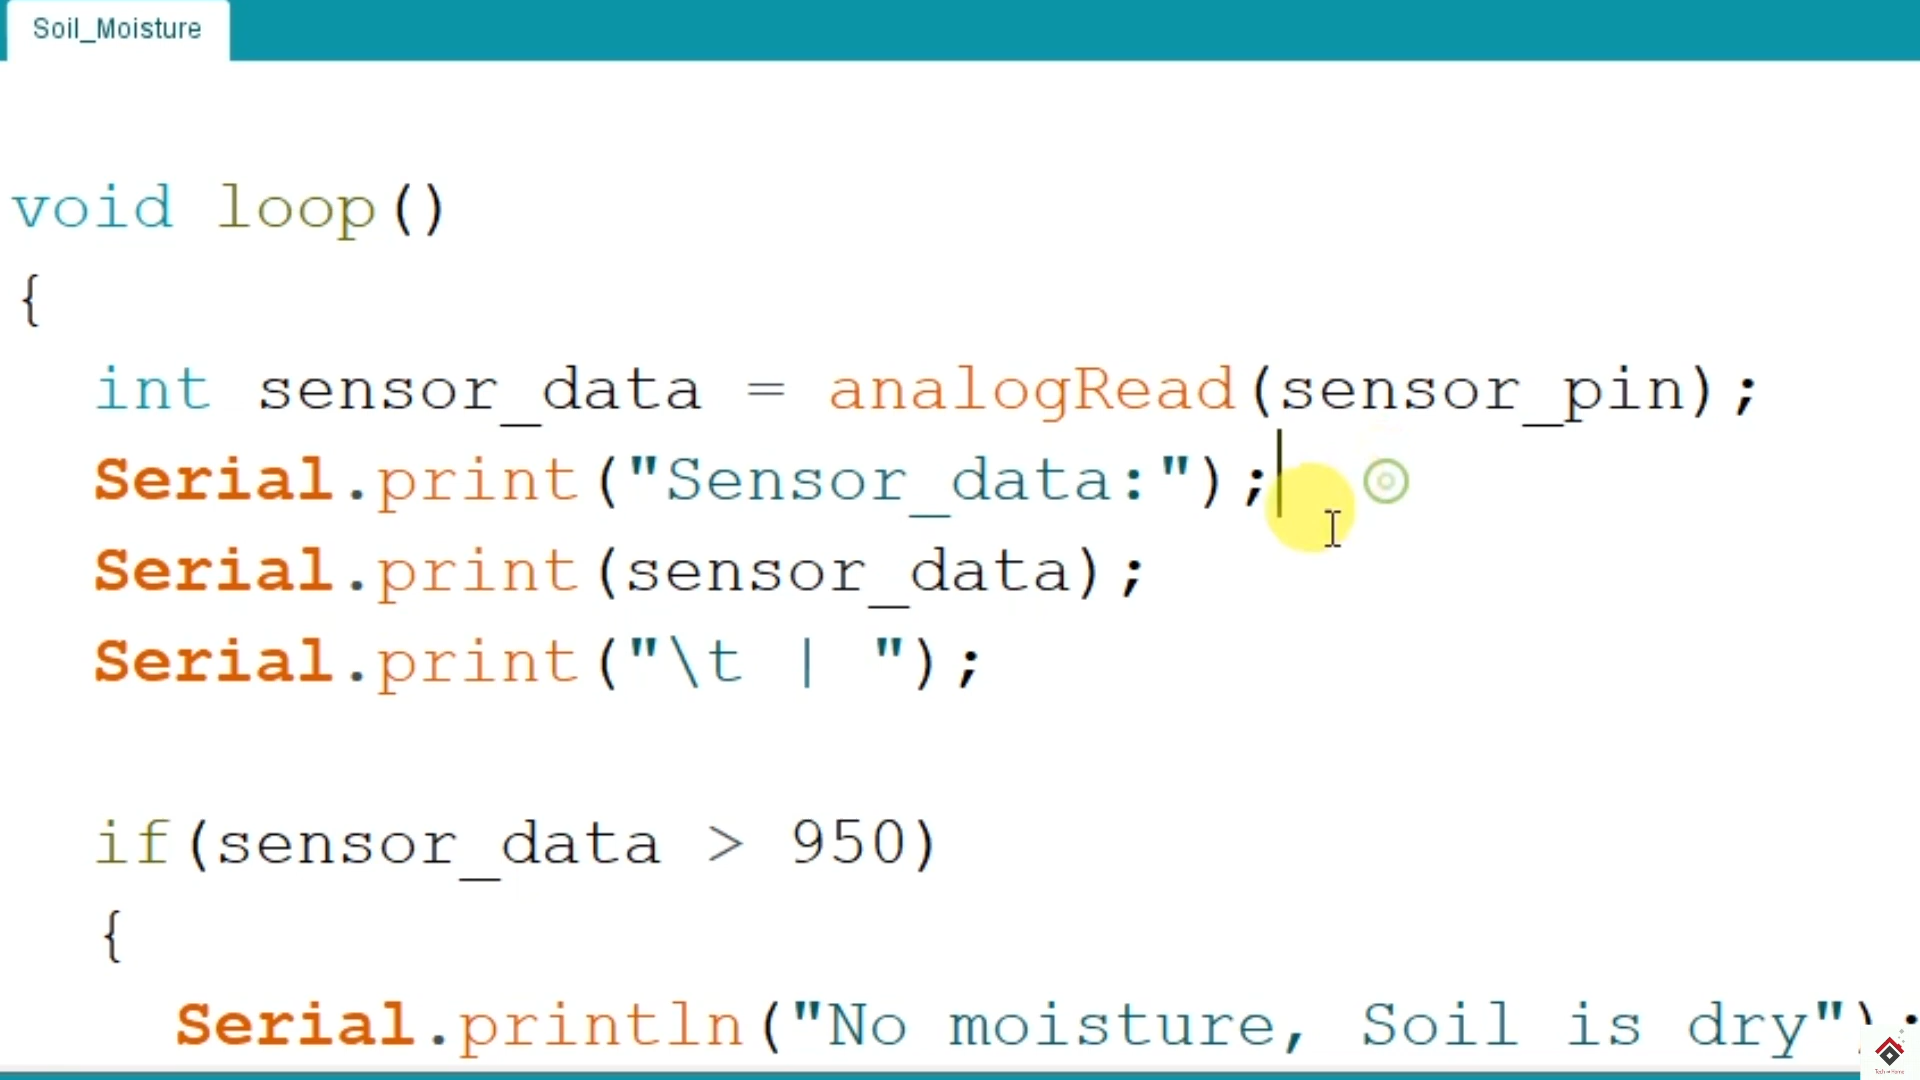 Soil_Moisture
void loop()
{
int sensor_data = analogRead(sensor_pin);
Serial.print("Sensor_data:");
Serial.print(sensor_data);
Serial.print("\t | ");
if(sensor_data > 950)
{
Serial.println("No moisture, Soil is dry");